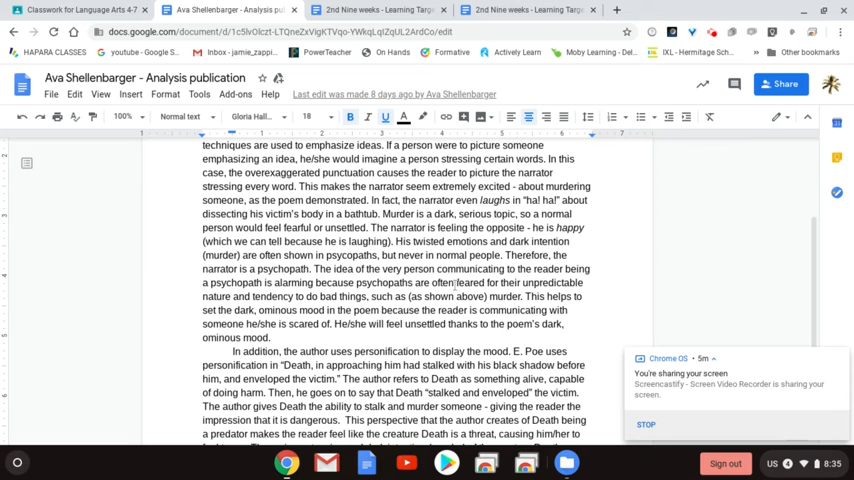 Classwork for Language Arts 4-7
Ava Shellenbarger - Analysis pub
2nd Nine weeks - Learning Targe
2nd Nine weeks - Learning Targe
docs.google.com/document/d/1c5lvOlczt-LTQneZxVigKTVqo-YWkqLqIZQUL2ArdCo/edit
HAPARA CLASSES
youtube - Google S...
Inbox - jamie_zappi...
PowerTeacher
On Hands
Formative
Actively Learn
Moby Learning - Del...
IXL - Hermitage Sch...
Other bookmarks
Ava Shellenbarger - Analysis publication
File Edit View Insert Format Tools Add-ons Help
Last edit was made 8 days ago by Ava Shellenbarger
Share
100% Normal text Gloria Hall... 18 B I U A
1 1 2 3 4 5 6 7
techniques are used to emphasize ideas. If a person were to picture someone
emphasizing an idea, he/she would imagine a person stressing certain words. In this
case, the overexaggerated punctuation causes the reader to picture the narrator
stressing every word. This makes the narrator seem extremely excited - about murdering
someone, as the poem demonstrated. In fact, the narrator even laughs in “ha! ha!” about
dissecting his victim's body in a bathtub. Murder is a dark, serious topic, so a normal
person would feel fearful or unsettled. The narrator is feeling the opposite - he is happy
(which we can tell because he is laughing). His twisted emotions and dark intention
(murder) are often shown in psycopaths, but never in normal people. Therefore, the
narrator is a psychopath. The idea of the very person communicating to the reader being
a psychopath is alarming because psychopaths are often feared for their unpredictable
nature and tendency to do bad things, such as (as shown above) murder. This helps to
set the dark, ominous mood in the poem because the reader is communicating with
someone he/she is scared of. He/she will feel unsettled thanks to the poem's dark,
ominous mood.
In addition, the author uses personification to display the mood. E. Poe uses
personification in “Death, in approaching him had stalked with his black shadow before
him, and enveloped the victim.” The author refers to Death as something alive, capable
of doing harm. Then, he goes on to say that Death “stalked and enveloped” the victim.
The author gives Death the ability to stalk and murder someone - giving the reader the
impression that it is dangerous. This perspective that the author creates of Death being
a predator makes the reader feel like the creature Death is a threat, causing him/her to
Chrome OS • 5m
You're sharing your screen
Screencastify - Screen Video Recorder is sharing your
screen.
STOP
Sign out
US 4 8:35